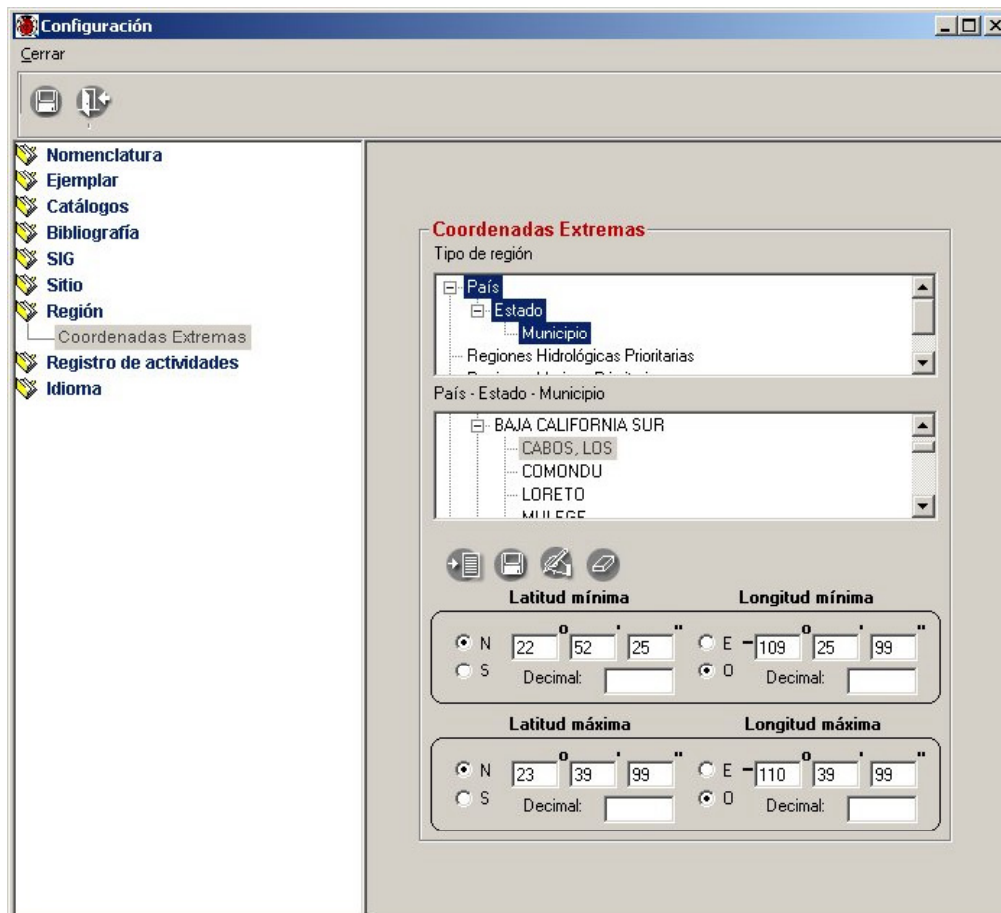 Configuración
Cerrar
Nomenclatura
Ejemplar
Catálogos
Bibliografía
SIG
Sitio
Región
Coordenadas Extremas
Registro de actividades
Idioma
Coordenadas Extremas
Tipo de región
País
Estado
Municipio
Regiones Hidrológicas Prioritarias
País - Estado - Municipio
BAJA CALIFORNIA SUR
CABOS, LOS
COMONDU
LORETO
MULEGE
Latitud mínima Longitud mínima
N 22 º 52 ' 25 " E - 109 º 25 ' 99 "
S Decimal: O Decimal:
Latitud máxima Longitud máxima
N 23 º 39 ' 99 " E - 110 º 39 ' 99 "
S Decimal: O Decimal: